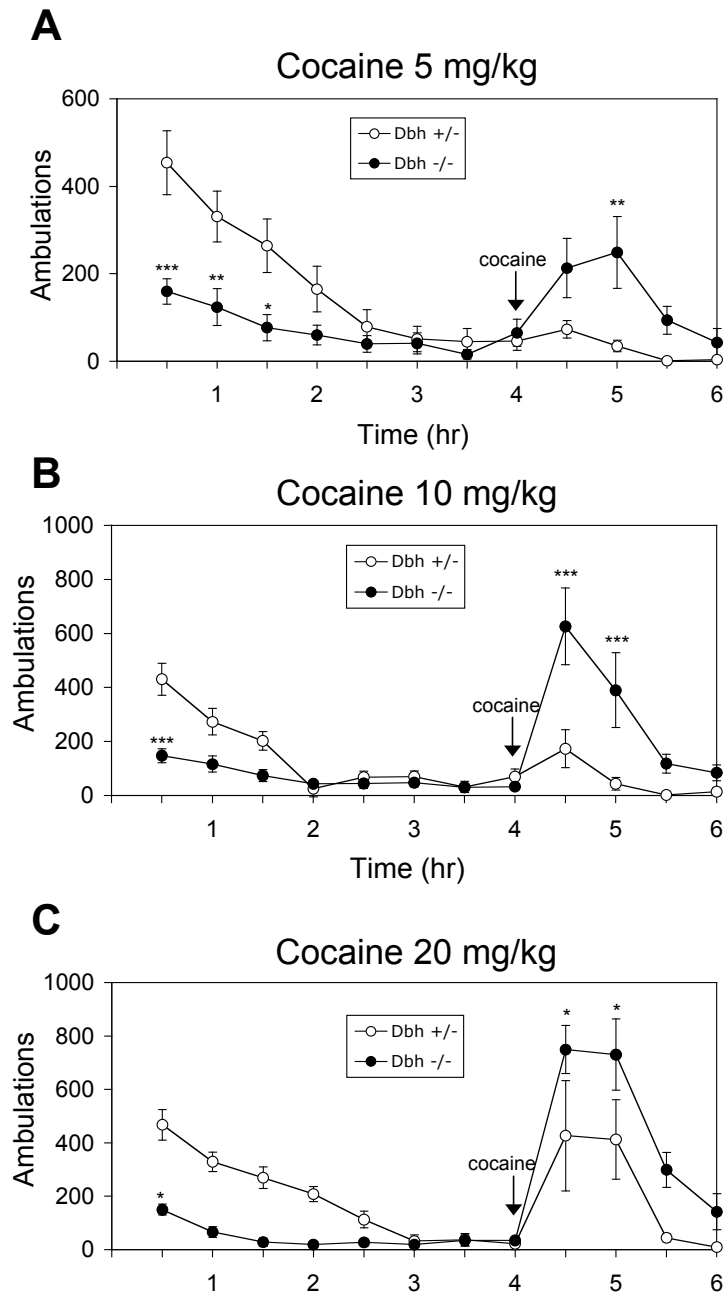 A
Cocaine 5 mg/kg
600
400
200
0
Ambulations
Dbh +/-
Dbh -/-
***
**
*
cocaine
**
1 2 3 4 5 6
Time (hr)
B
Cocaine 10 mg/kg
1000
800
600
400
200
0
Ambulations
Dbh +/-
Dbh -/-
***
cocaine
***
***
1 2 3 4 5 6
Time (hr)
C
Cocaine 20 mg/kg
1000
800
600
400
200
0
Ambulations
Dbh +/-
Dbh -/-
*
cocaine
* *
1 2 3 4 5 6